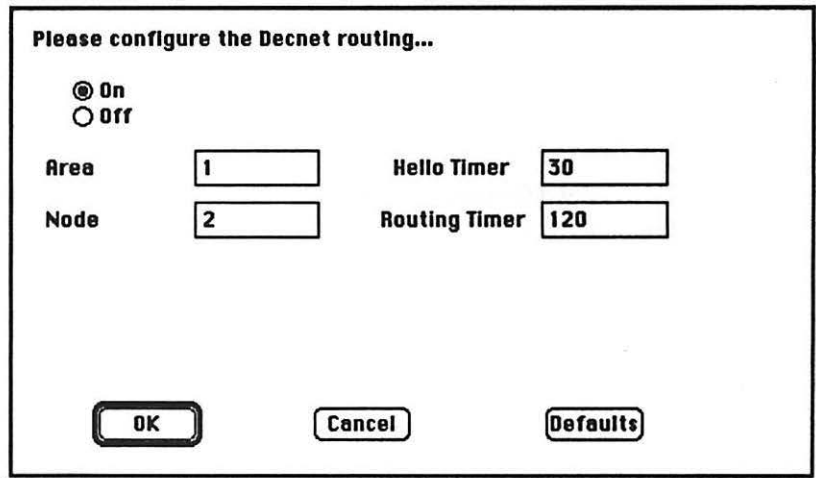 Please configure the Decnet routing...
On
Off
Area 1 Hello Timer 30
Node 2 Routing Timer 120
OK Cancel Defaults